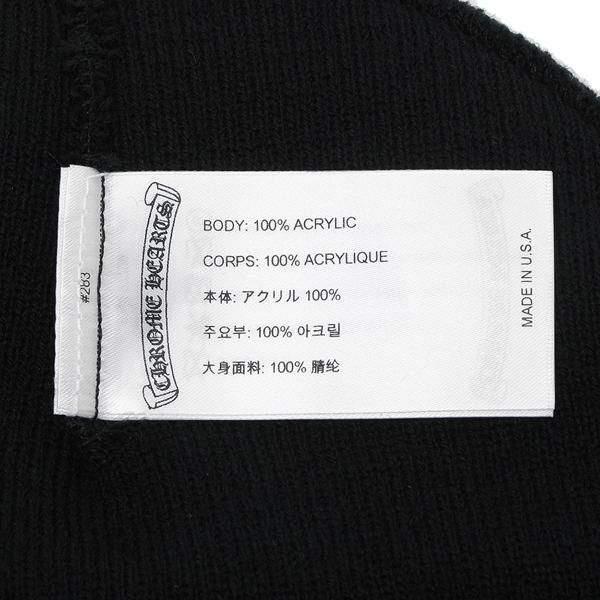 #283
CHROME HEARTS
BODY: 100% ACRYLIC
CORPS: 100% ACRYLIQUE
本体: アクリル 100%
주요부: 100% 아크릴
大身面料: 100% 腈纶
MADE IN U.S.A.